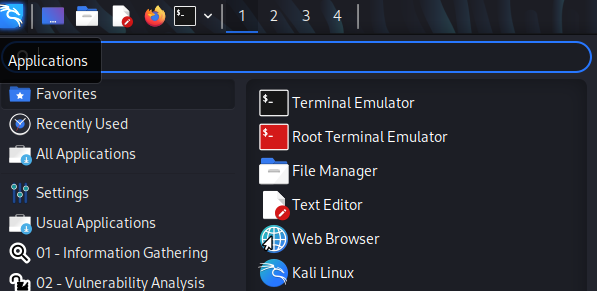 $_ 1 2 3 4
Applications
Favorites
Recently Used
All Applications
Settings
Usual Applications
01 - Information Gathering
02 - Vulnerability Analysis
$_ Terminal Emulator
$_ Root Terminal Emulator
File Manager
Text Editor
Web Browser
Kali Linux